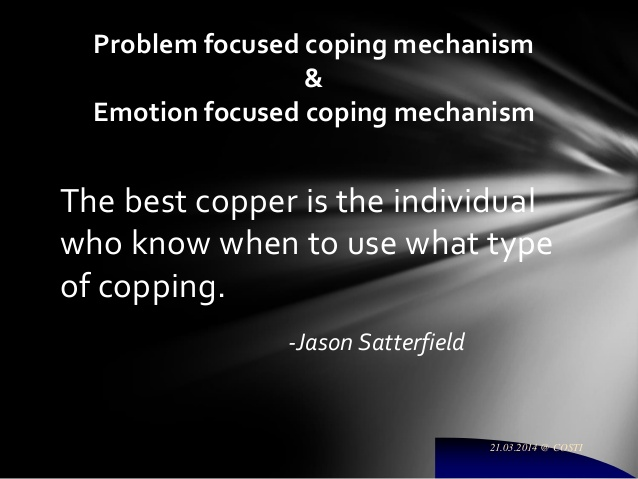 Problem focused coping mechanism
&
Emotion focused coping mechanism
The best copper is the individual
who know when to use what type
of copping.
-Jason Satterfield
21.03.2014 @ COSTI